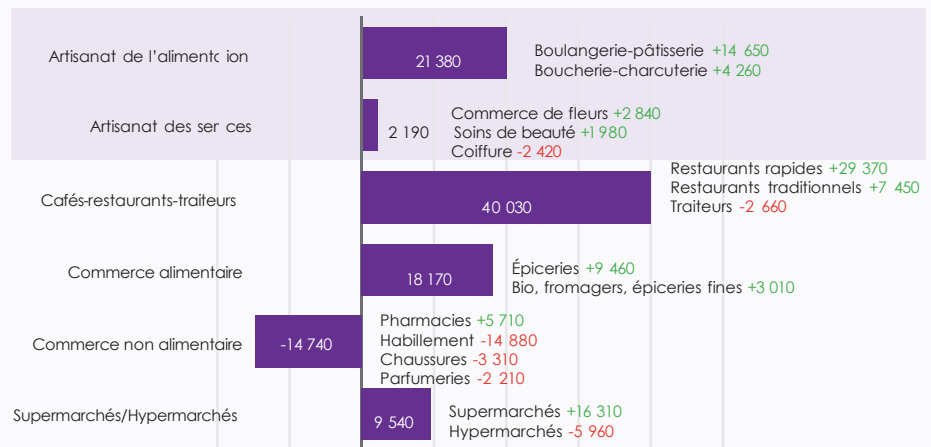 Artisanat de l'aliment ion
21 380
Boulangerie-pâtisserie +14 650
Boucherie-charcuterie +4 260
Artisanat des ser ces
2 190
Commerce de fleurs +2 840
Soins de beauté +1 980
Coiffure -2 420
Cafés-restaurants-traiteurs
40 030
Restaurants rapides +29 370
Restaurants traditionnels +7 450
Traiteurs -2 660
Commerce alimentaire
18 170
Épiceries +9 460
Bio, fromagers, épiceries fines +3 010
Commerce non alimentaire
-14 740
Pharmacies +5 710
Habillement -14 880
Chaussures -3 310
Parfumeries -2 210
Supermarchés/Hypermarchés
9 540
Supermarchés +16 310
Hypermarchés -5 960